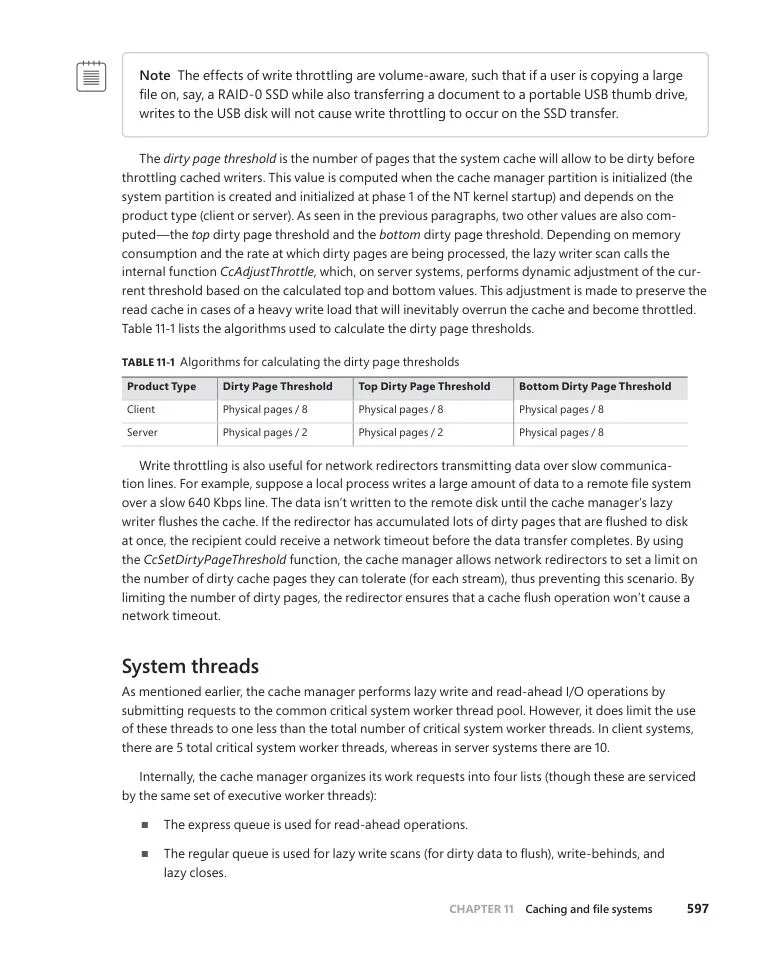 Note The effects of write throttling are volume-aware, such that if a user is copying a large
file on, say, a RAID-0 SSD while also transferring a document to a portable USB thumb drive,
writes to the USB disk will not cause write throttling to occur on the SSD transfer.
The dirty page threshold is the number of pages that the system cache will allow to be dirty before
throttling cached writers. This value is computed when the cache manager partition is initialized (the
system partition is created and initialized at phase 1 of the NT kernel startup) and depends on the
product type (client or server). As seen in the previous paragraphs, two other values are also com-
puted—the top dirty page threshold and the bottom dirty page threshold. Depending on memory
consumption and the rate at which dirty pages are being processed, the lazy writer scan calls the
internal function CcAdjustThrottle, which, on server systems, performs dynamic adjustment of the cur-
rent threshold based on the calculated top and bottom values. This adjustment is made to preserve the
read cache in cases of a heavy write load that will inevitably overrun the cache and become throttled.
Table 11-1 lists the algorithms used to calculate the dirty page thresholds.
TABLE 11-1 Algorithms for calculating the dirty page thresholds
Product Type Dirty Page Threshold Top Dirty Page Threshold Bottom Dirty Page Threshold
Client Physical pages / 8 Physical pages / 8 Physical pages / 8
Server Physical pages / 2 Physical pages / 2 Physical pages / 8
Write throttling is also useful for network redirectors transmitting data over slow communica-
tion lines. For example, suppose a local process writes a large amount of data to a remote file system
over a slow 640 Kbps line. The data isn't written to the remote disk until the cache manager's lazy
writer flushes the cache. If the redirector has accumulated lots of dirty pages that are flushed to disk
at once, the recipient could receive a network timeout before the data transfer completes. By using
the CcSetDirtyPageThreshold function, the cache manager allows network redirectors to set a limit on
the number of dirty cache pages they can tolerate (for each stream), thus preventing this scenario. By
limiting the number of dirty pages, the redirector ensures that a cache flush operation won't cause a
network timeout.
System threads
As mentioned earlier, the cache manager performs lazy write and read-ahead I/O operations by
submitting requests to the common critical system worker thread pool. However, it does limit the use
of these threads to one less than the total number of critical system worker threads. In client systems,
there are 5 total critical system worker threads, whereas in server systems there are 10.
Internally, the cache manager organizes its work requests into four lists (though these are serviced
by the same set of executive worker threads):
■ The express queue is used for read-ahead operations.
■ The regular queue is used for lazy write scans (for dirty data to flush), write-behinds, and
lazy closes.
CHAPTER 11 Caching and file systems 597